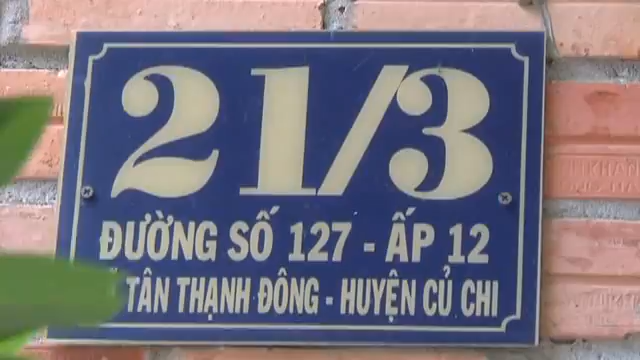 21/3
ĐƯỜNG SỐ 127 - ẤP 12
TÂN THẠNH ĐÔNG - HUYỆN CỦ CHI